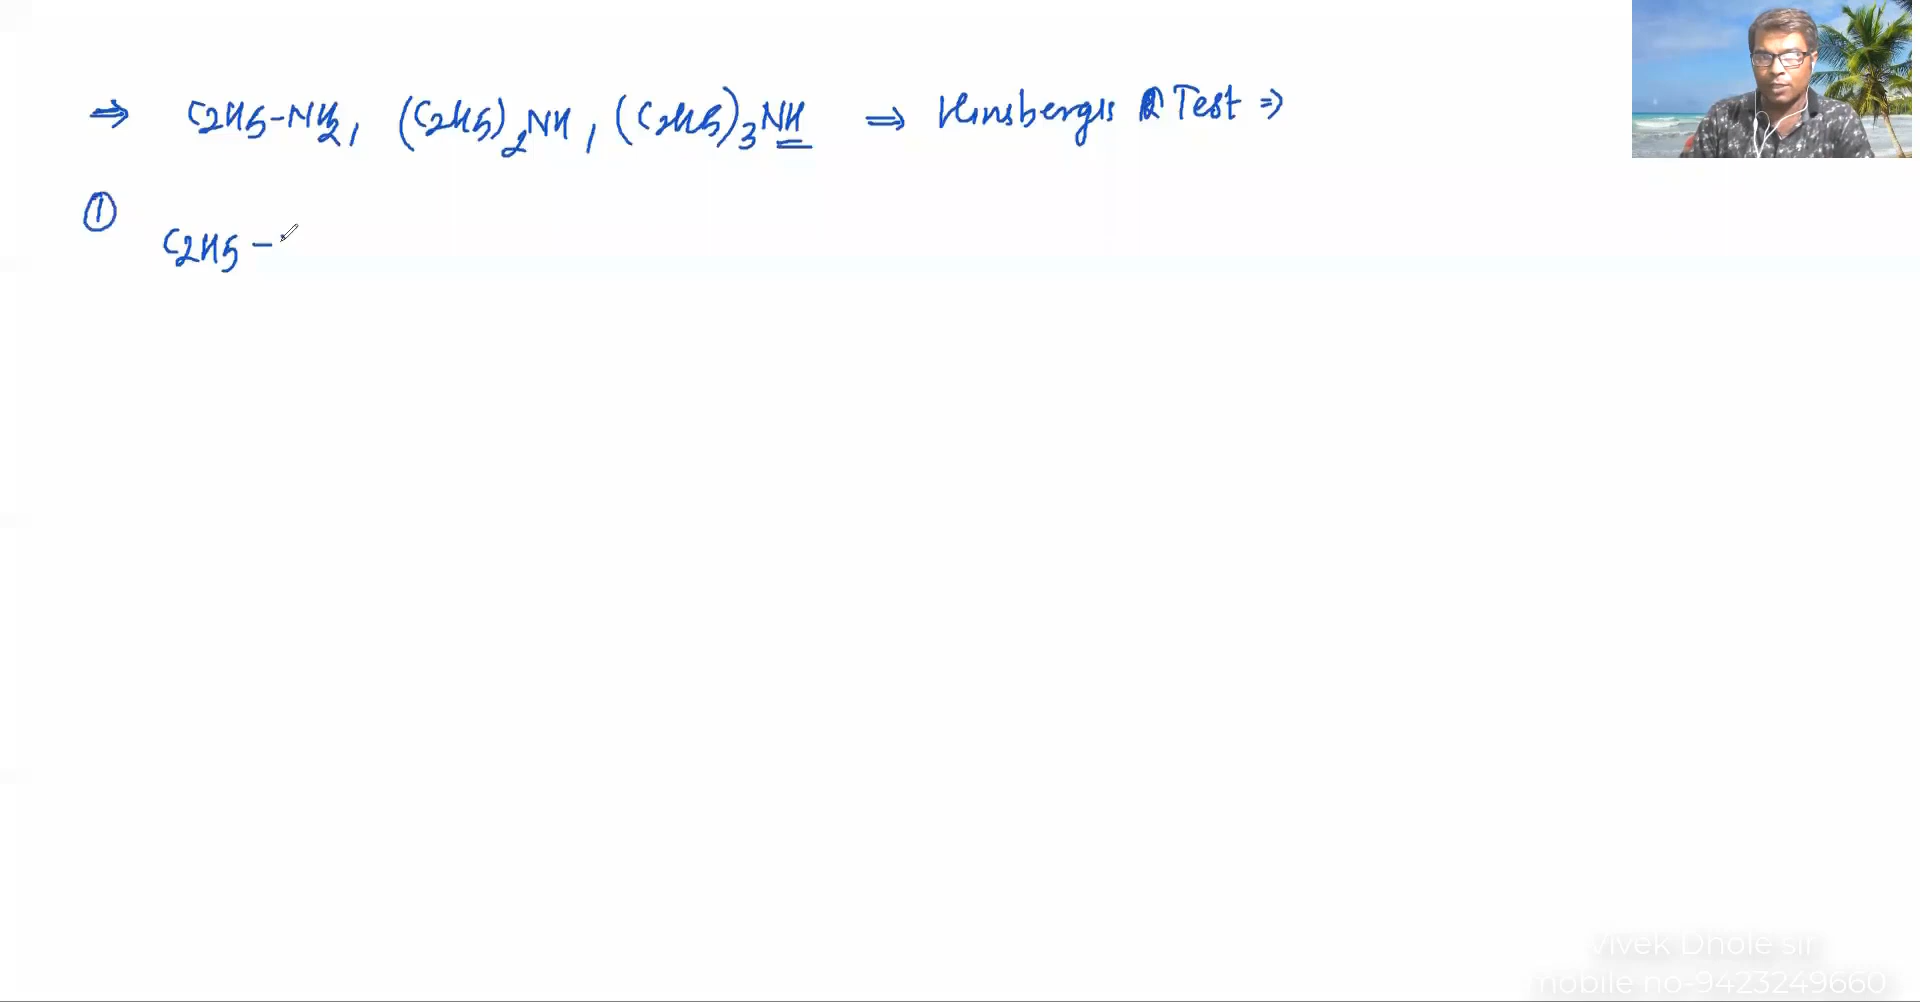 ⇒ C2H5-NH2, (C2H5)2NH, (C2H5)3NH ⇒ Hinsberg's Test ⇒
① C2H5 -
Vivek Dhole sir
mobile no-9423249660